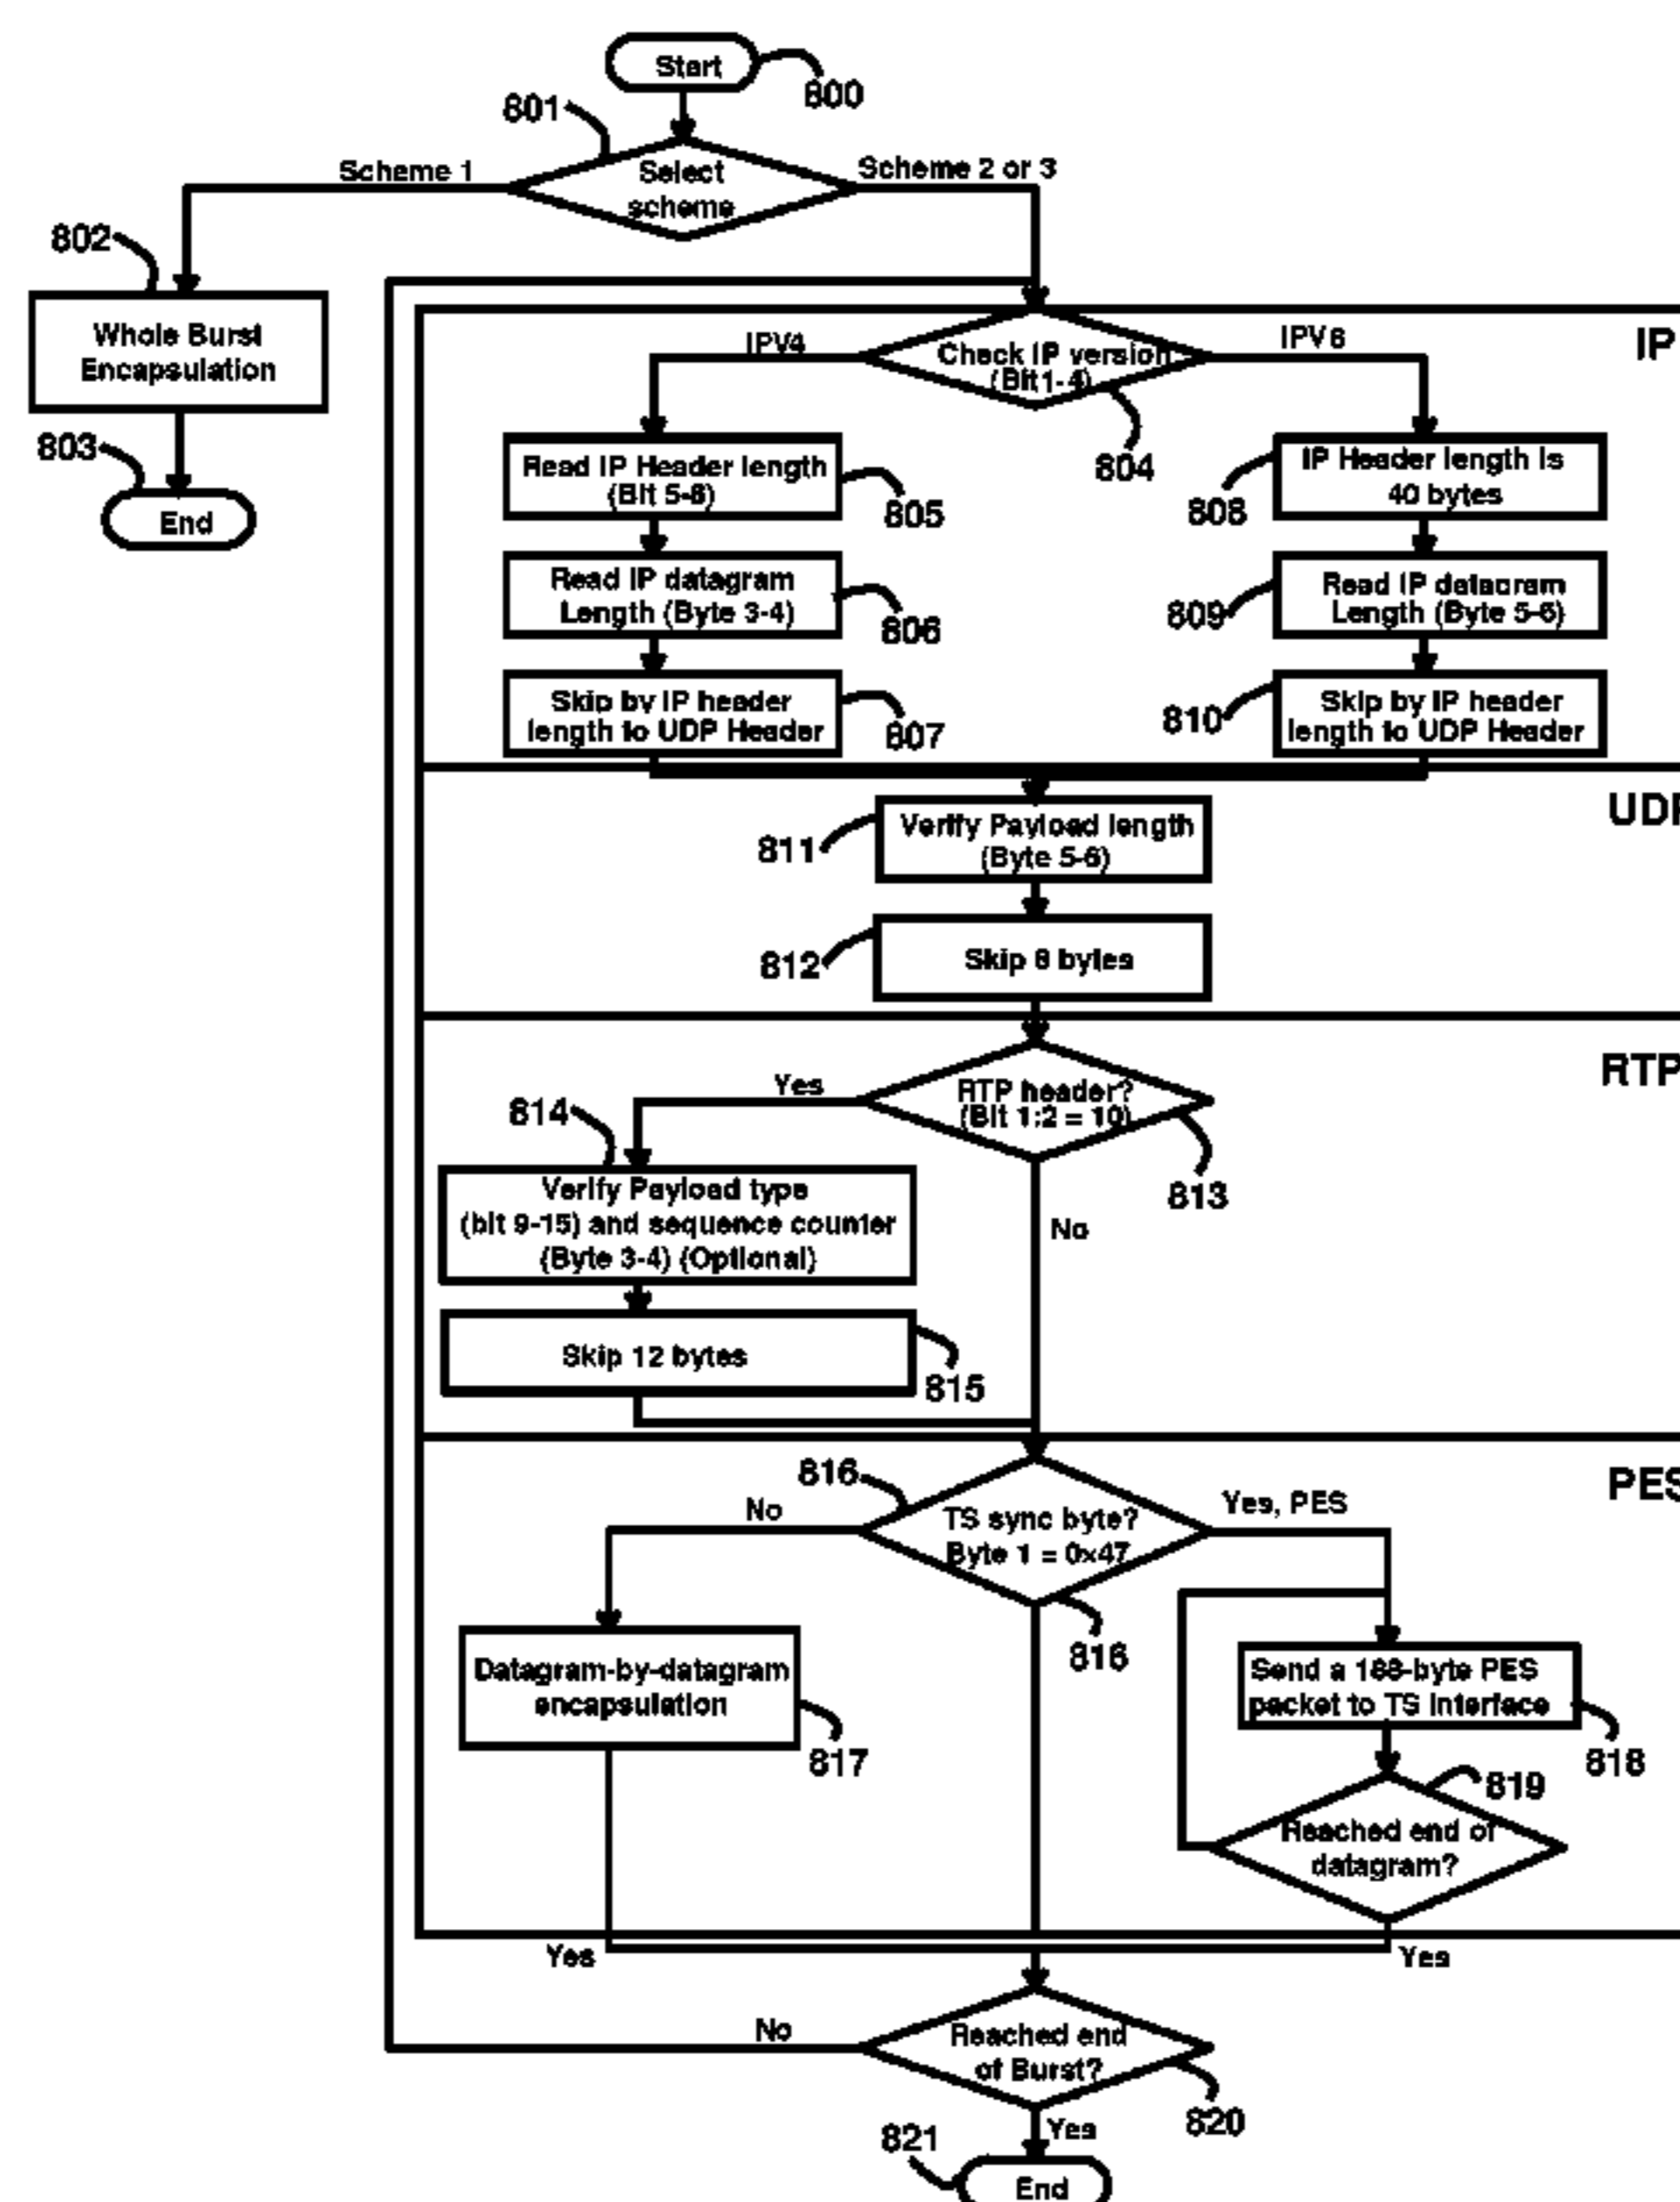 Start
800
801
Select
scheme
Scheme 1
Scheme 2 or 3
802
Whole Burst
Encapsulation
803
End
IP
IPV4
Check IP version
(Bit 1-4)
IPV6
804
Read IP Header length
(Bit 5-8)
805
808
IP Header length is
40 bytes
Read IP datagram
Length (Byte 3-4)
806
809
Read IP datagram
Length (Byte 5-6)
Skip by IP header
length to UDP Header
807
810
Skip by IP header
length to UDP Header
UDP
811
Verify Payload length
(Byte 5-6)
812
Skip 8 bytes
RTP
Yes
RTP header?
(Bit 1:2 = 10)
813
No
814
Verify Payload type
(bit 9-15) and sequence counter
(Byte 3-4) (Optional)
Skip 12 bytes
815
PES
816
No
TS sync byte?
Byte 1 = 0×47
Yes, PES
816
Datagram-by-datagram
encapsulation
817
Send a 188-byte PES
packet to TS interface
818
819
Reached end of
datagram?
Yes
Yes
No
Reached end
of Burst?
820
Yes
821
End